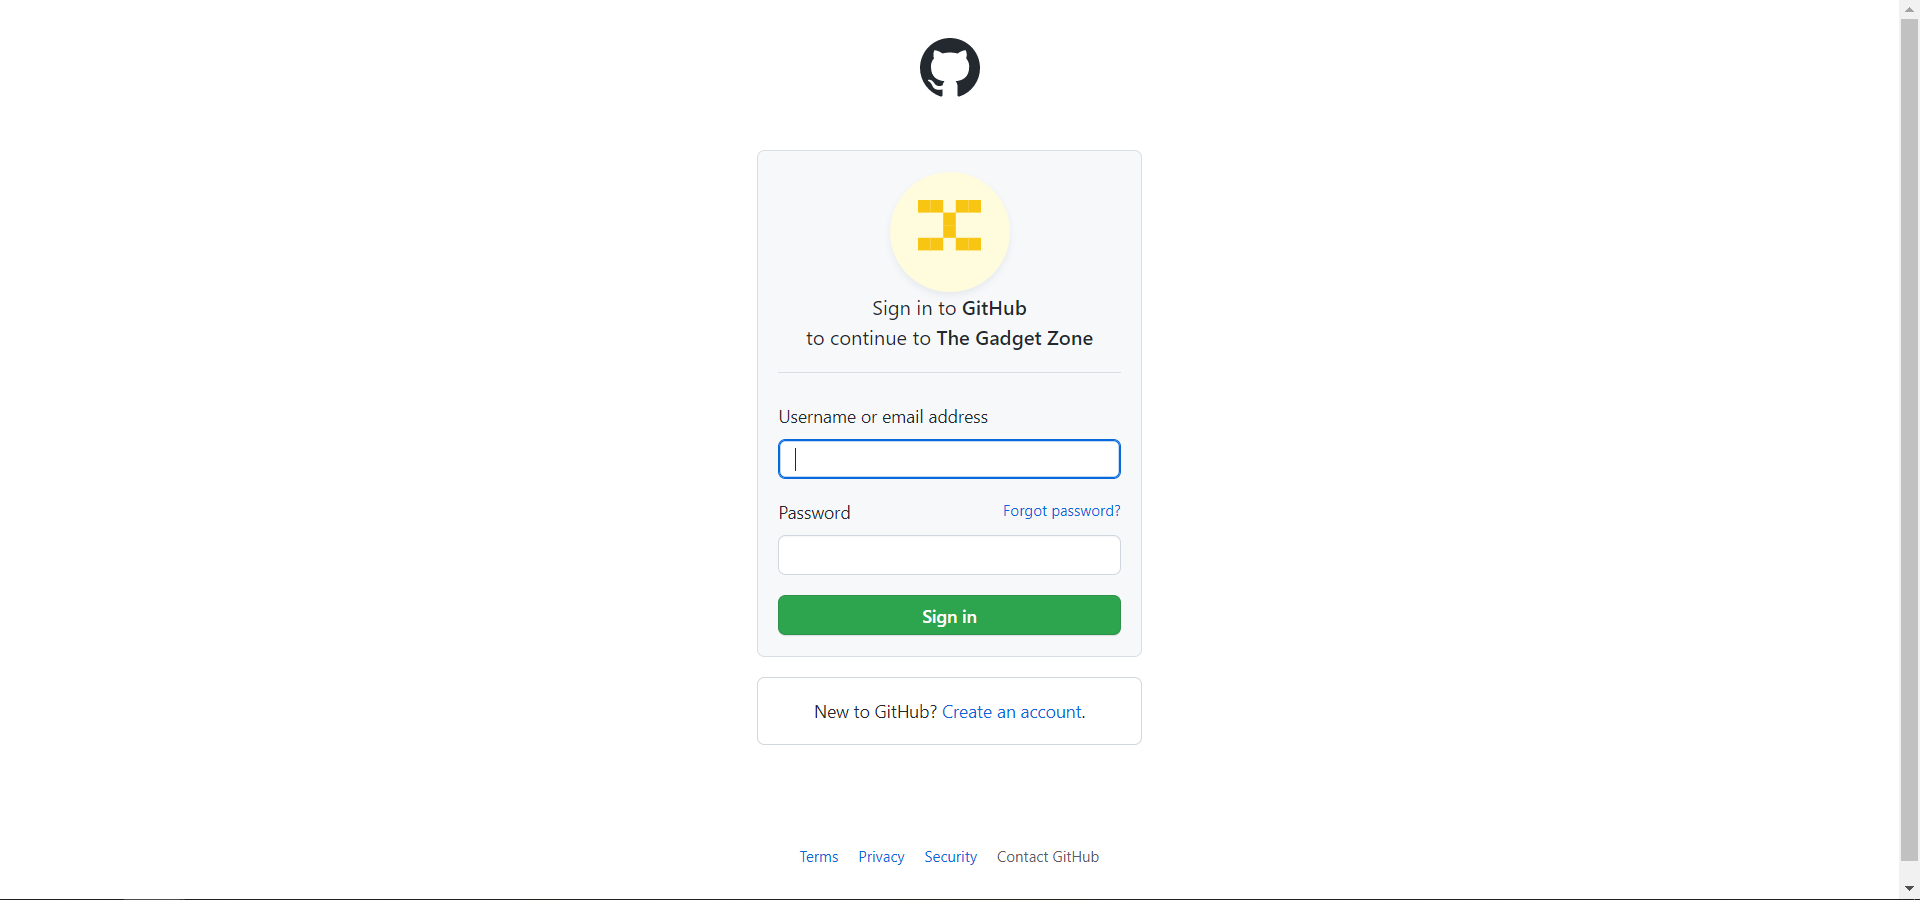 Sign in to GitHub
to continue to The Gadget Zone
Username or email address
Password
Forgot password?
Sign in
New to GitHub? Create an account.
Terms Privacy Security Contact GitHub